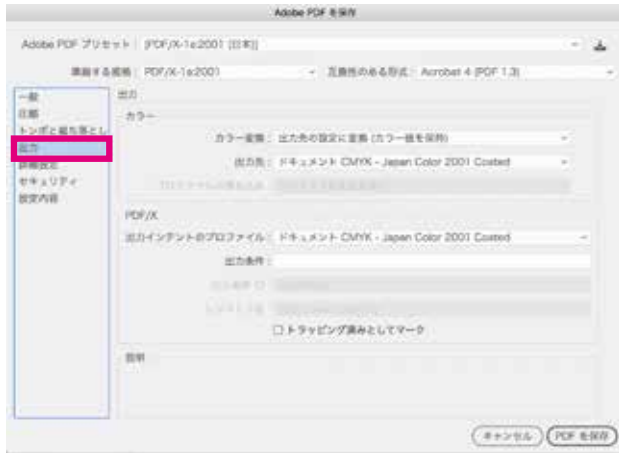 Adobe PDF を保存
Adobe PDF プリセット： [PDF/X-1a:2001 (日本)]
準拠する規格： PDF/X-1a:2001 互換性のある形式： Acrobat 4 (PDF 1.3)
一般
圧縮
トンボと裁ち落とし
出力
詳細設定
セキュリティ
設定内容
出力
カラー
カラー変換： 出力先の設定に変換 (カラー値を保持)
出力先： ドキュメント CMYK - Japan Color 2001 Coated
PDF/X
出力インテントのプロファイル： ドキュメント CMYK - Japan Color 2001 Coated
出力条件：
トラッピング済みとしてマーク
説明
キャンセル PDF を保存